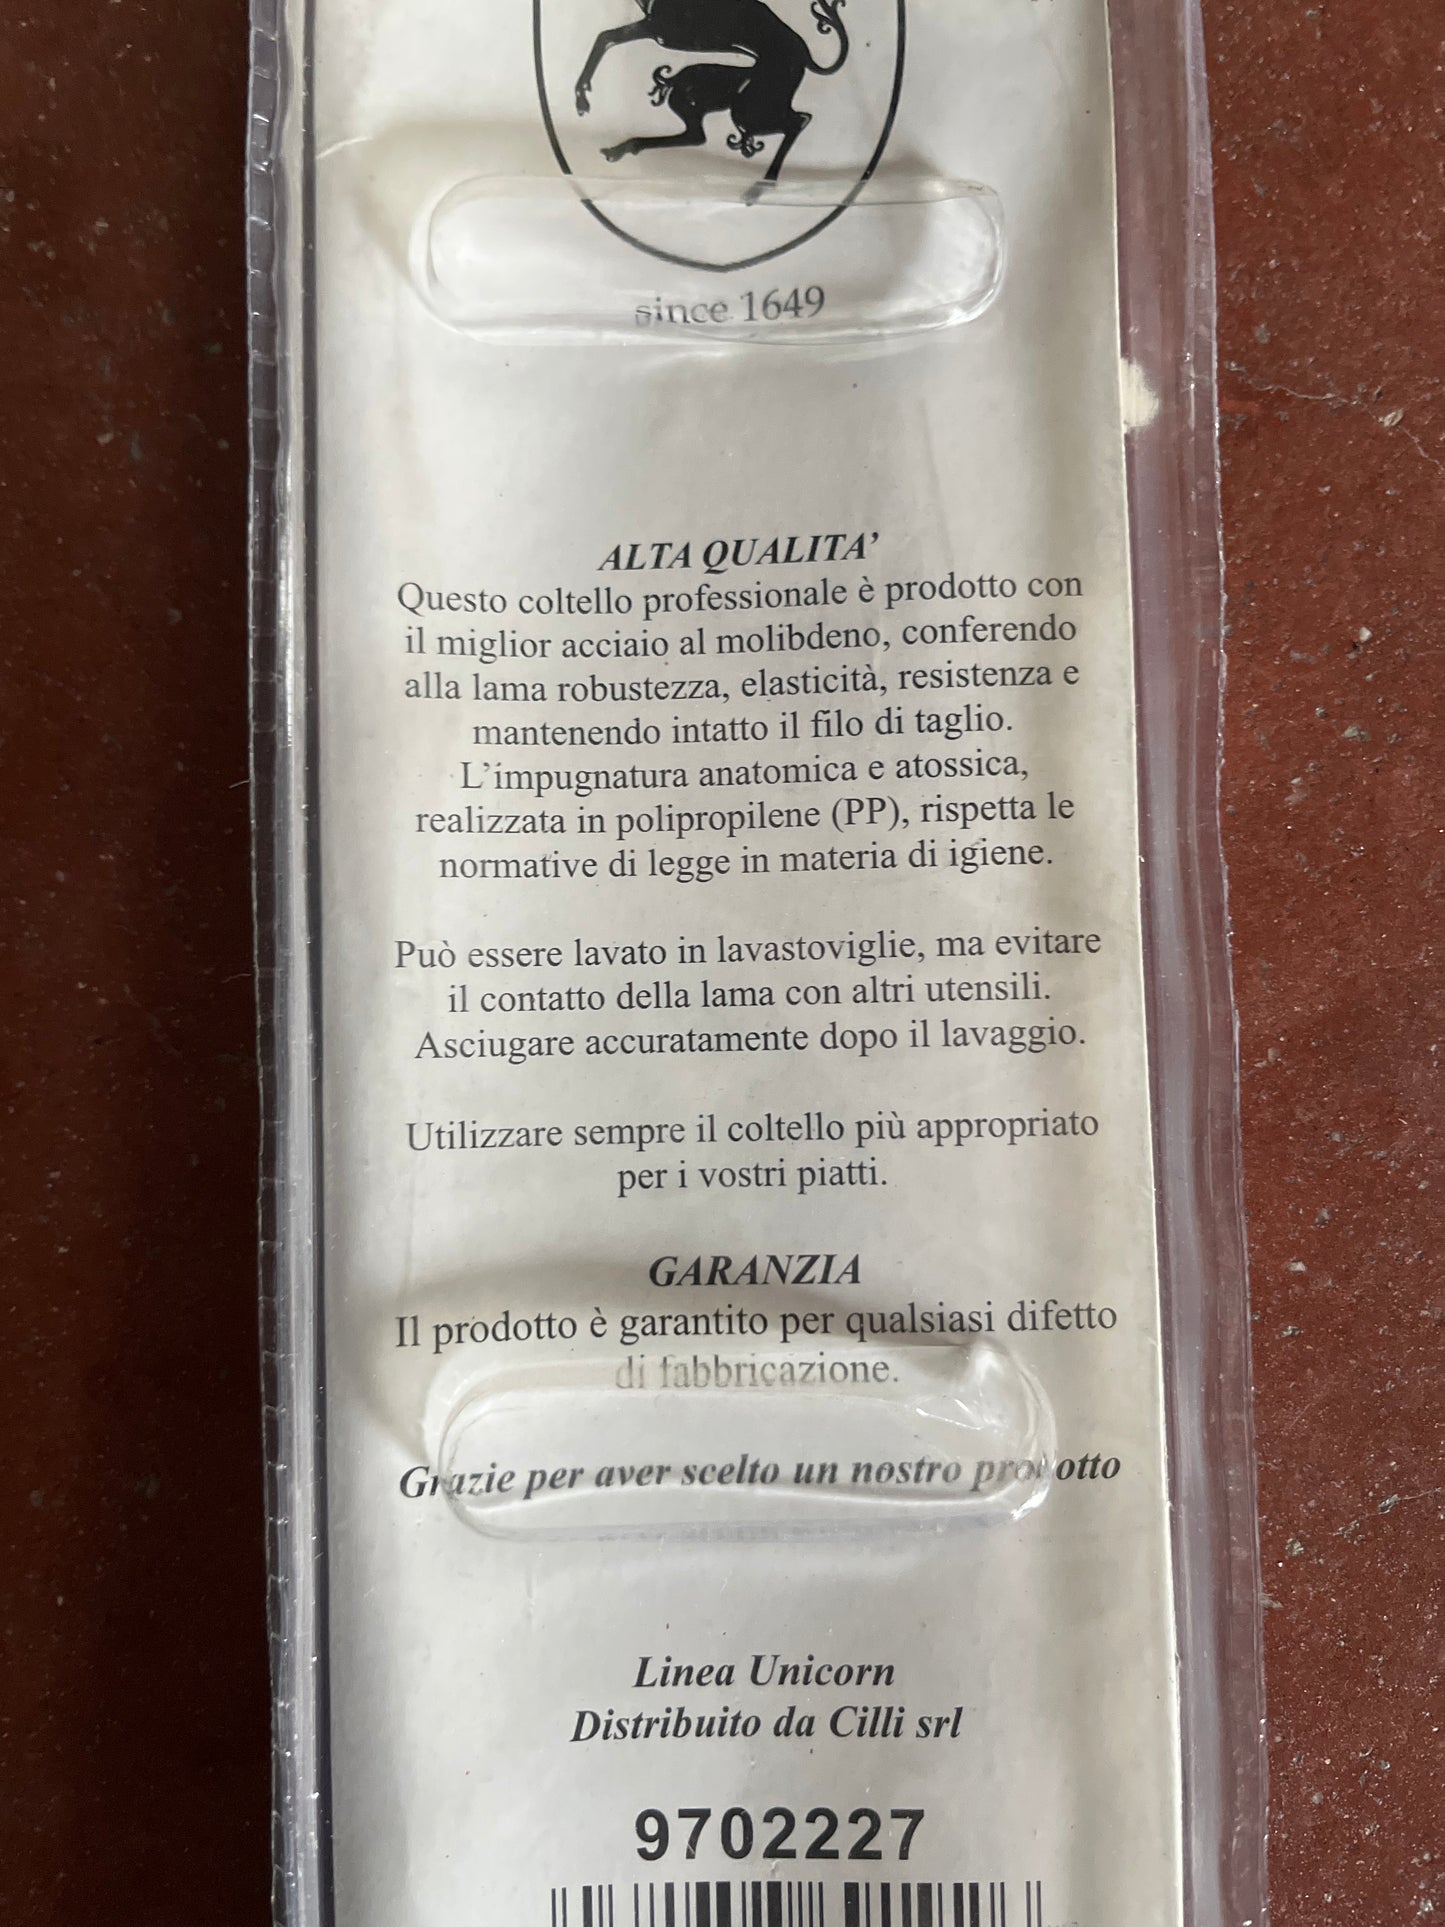 since 1649
ALTA QUALITA’
Questo coltello professionale è prodotto con
il miglior acciaio al molibdeno, conferendo
alla lama robustezza, elasticità, resistenza e
mantenendo intatto il filo di taglio.
L’impugnatura anatomica e atossica,
realizzata in polipropilene (PP), rispetta le
normative di legge in materia di igiene.
Può essere lavato in lavastoviglie, ma evitare
il contatto della lama con altri utensili.
Asciugare accuratamente dopo il lavaggio.
Utilizzare sempre il coltello più appropriato
per i vostri piatti.
GARANZIA
Il prodotto è garantito per qualsiasi difetto
di fabbricazione.
Grazie per aver scelto un nostro prodotto
Linea Unicorn
Distribuito da Cilli srl
9702227